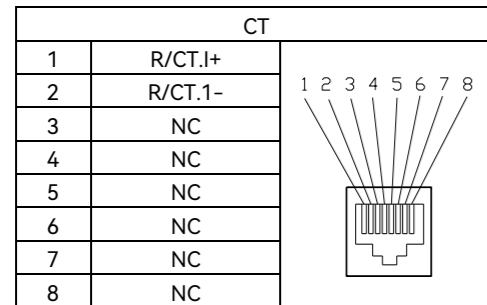 CT
1 R/CT.I+
2 R/CT.1-
3 NC
4 NC
5 NC
6 NC
7 NC
8 NC
1 2 3 4 5 6 7 8